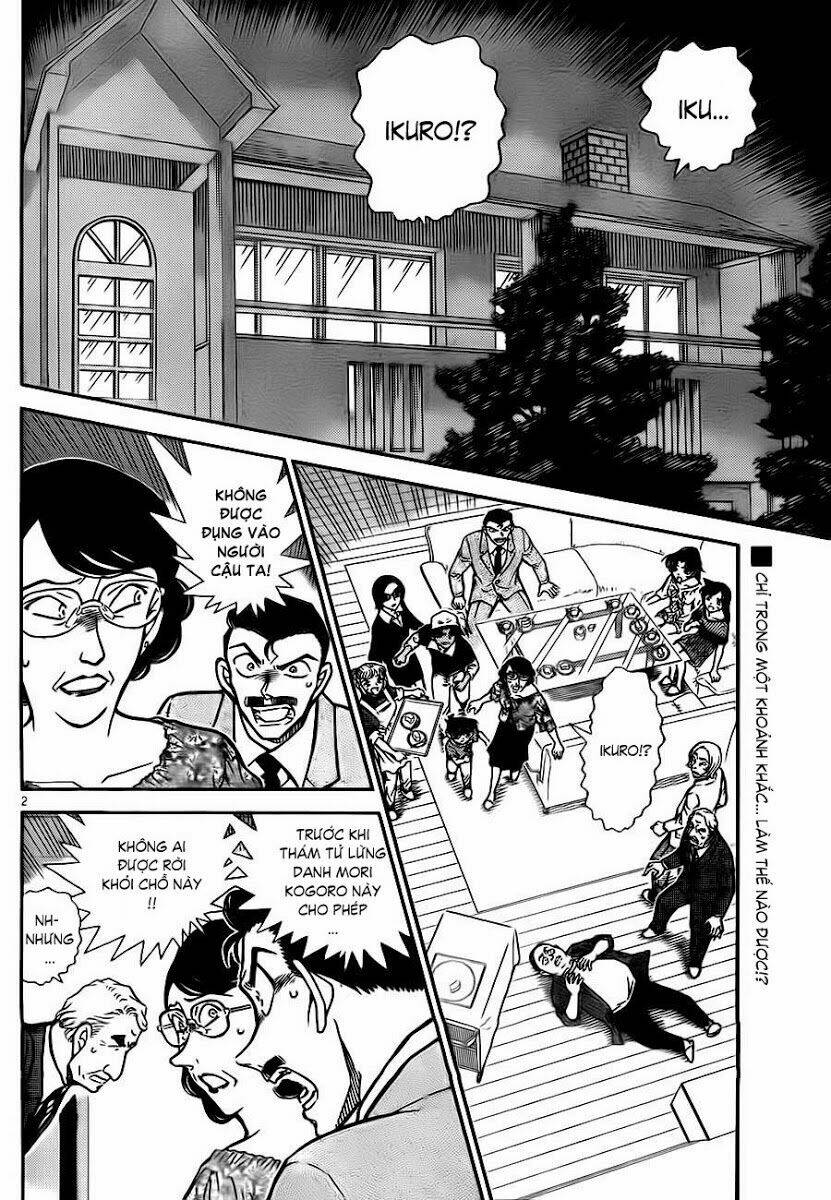 IKU...
IKURO!?
KHÔNG
ĐƯỢC
ĐỤNG VÀO
NGƯỜI
CẬU TA!
IKURO!?
CHỈ TRONG MỘT KHOẢNH KHẮC... LÀM THẾ NÀO ĐƯỢC!?
2
TRƯỚC KHI
THÁM TỬ LỪNG
DANH MORI
KOGORO NÀY
CHO PHÉP
...
KHÔNG AI
ĐƯỢC RỜI
KHỎI CHỖ NÀY
!!
NH-
NHƯNG
...